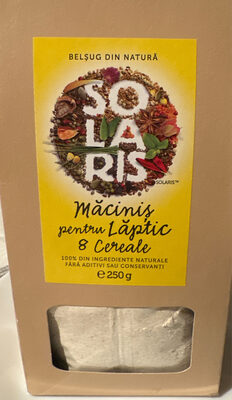 BELȘUG DIN NATURĂ
SO
LA
RIS
SOLARIS™
Măciniș
pentru Lăptic
8 Cereale
100% DIN INGREDIENTE NATURALE
FĂRĂ ADITIVI SAU CONSERVANȚI
℮ 250 g